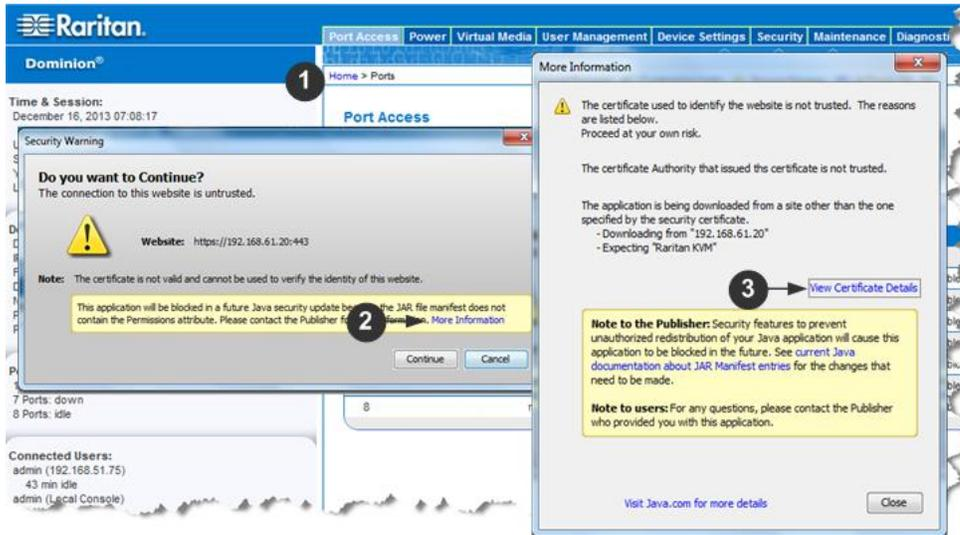 Raritan.
Dominion®
Port Access Power Virtual Media User Management Device Settings Security Maintenance
1
Home > Ports
Time & Session:
December 16, 2013 07:08:17
Port Access
Security Warning
Do you want to Continue?
The connection to this website is untrusted.
Website: https://192.168.61.20:443
Note: The certificate is not valid and cannot be used to verify the identity of this website.
This application will be blocked in a future Java security update the JAR file manifest does not
contain the Permissions attribute. Please contact the Publisher
2
More Information
Continue
Cancel
7 Ports: down
8 Ports: idle
8
Connected Users:
admin (192.168.51.75)
43 min idle
admin (Local Console)
More Information
The certificate used to identify the website is not trusted. The reasons
are listed below.
Proceed at your own risk.
The certificate Authority that issued ths certificate is not trusted.
The application is being downloaded from a site other than the one
specified by the security certificate.
- Downloading from "192.168.61.20"
- Expecting "Raritan KVM"
3
View Certificate Details
Note to the Publisher: Security features to prevent
unauthorized redistribution of your Java application will cause this
application to be blocked in the future. See current Java
documentation about JAR Manifest entries for the changes that
need to be made.
Note to users: For any questions, please contact the Publisher
who provided you with this application.
Visit Java.com for more details
Close